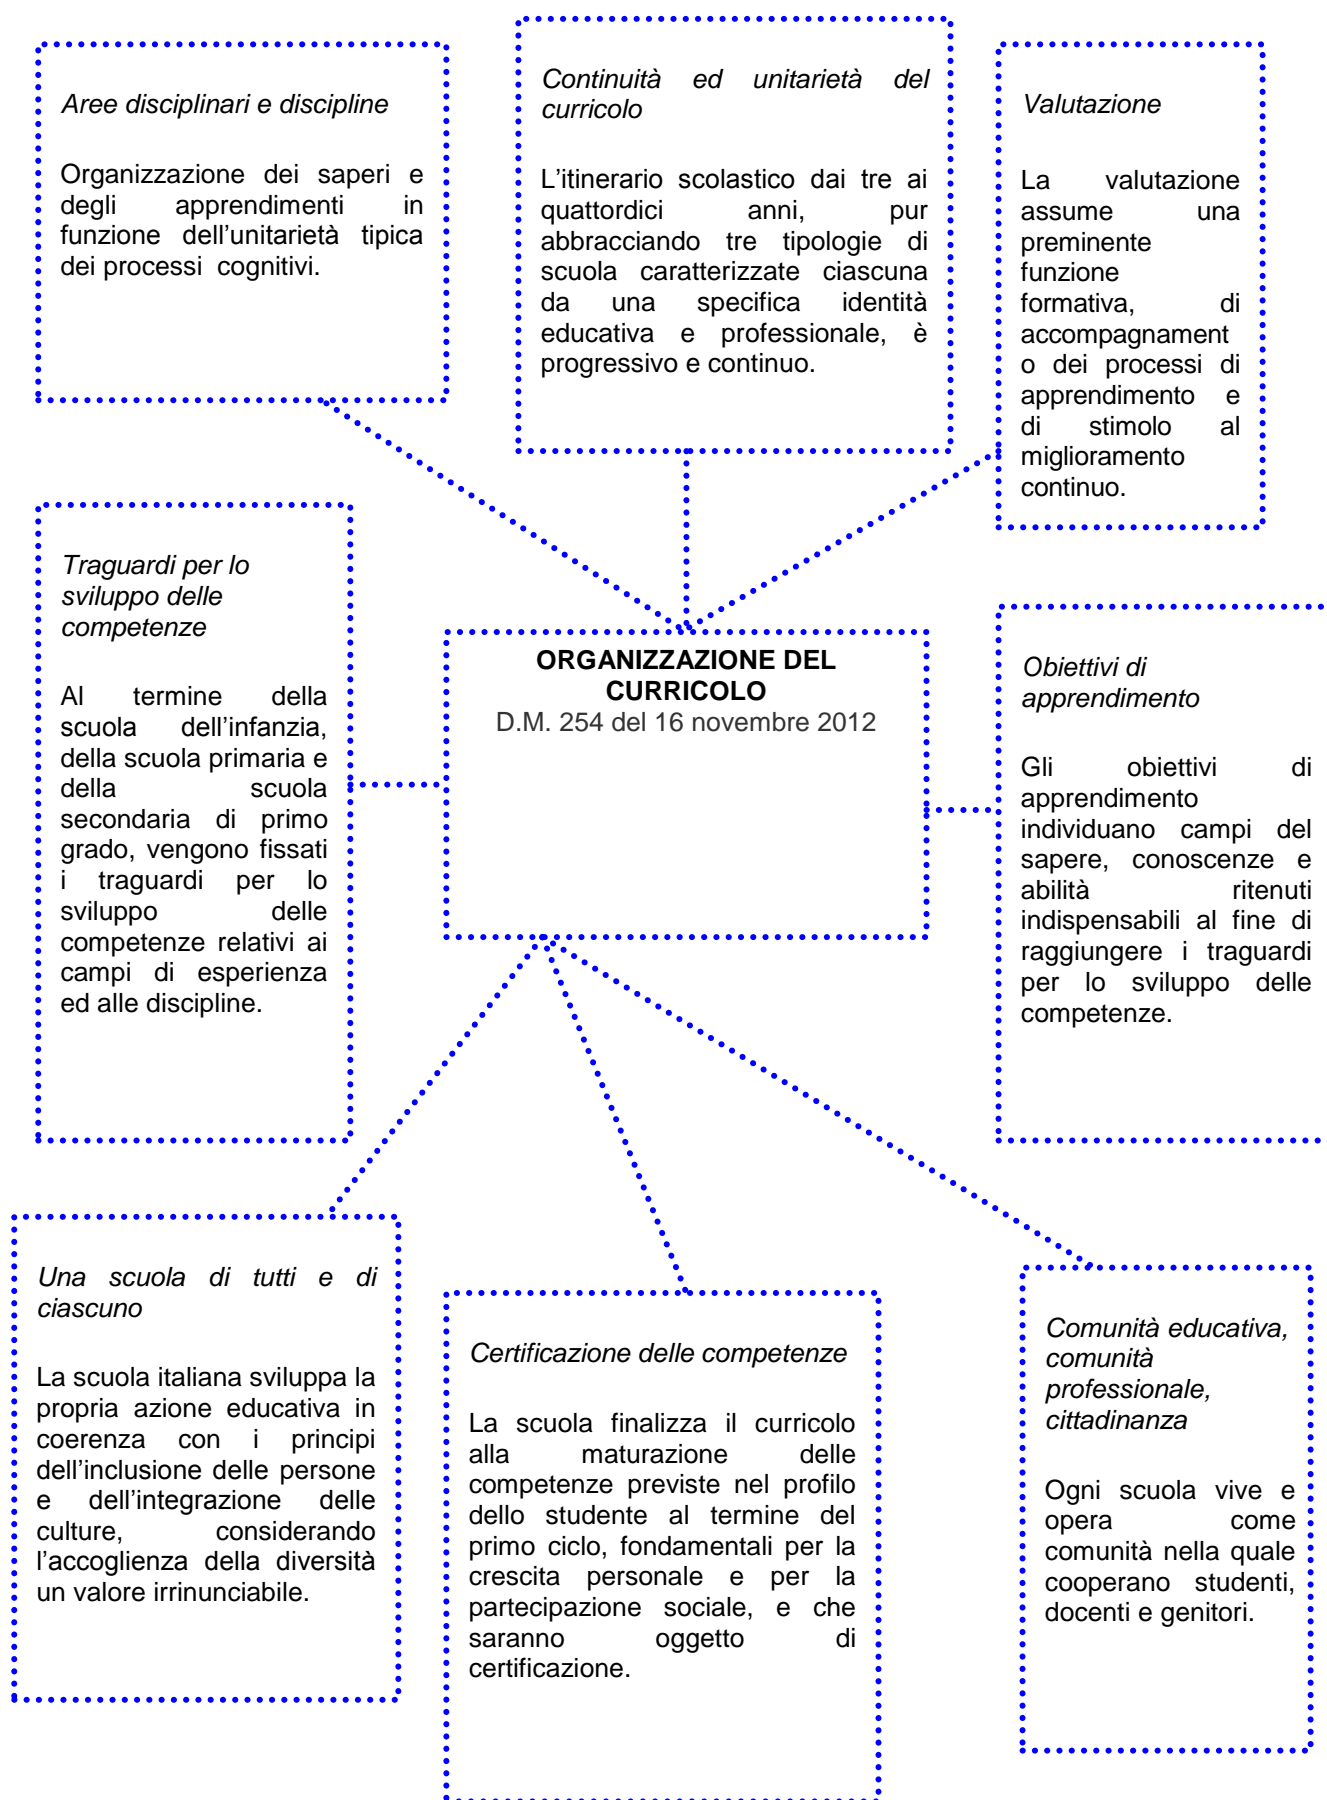 Aree disciplinari e discipline
Organizzazione dei saperi e
degli apprendimenti in
funzione dell’unitarietà tipica
dei processi cognitivi.
Continuità ed unitarietà del
curricolo
L’itinerario scolastico dai tre ai
quattordici anni, pur
abbracciando tre tipologie di
scuola caratterizzate ciascuna
da una specifica identità
educativa e professionale, è
progressivo e continuo.
Valutazione
La valutazione
assume una
preminente
funzione
formativa, di
accompagnament
o dei processi di
apprendimento e
di stimolo al
miglioramento
continuo.
Traguardi per lo
sviluppo delle
competenze
Al termine della
scuola dell’infanzia,
della scuola primaria e
della scuola
secondaria di primo
grado, vengono fissati
i traguardi per lo
sviluppo delle
competenze relativi ai
campi di esperienza
ed alle discipline.
ORGANIZZAZIONE DEL
CURRICOLO
D.M. 254 del 16 novembre 2012
Obiettivi di
apprendimento
Gli obiettivi di
apprendimento
individuano campi del
sapere, conoscenze e
abilità ritenuti
indispensabili al fine di
raggiungere i traguardi
per lo sviluppo delle
competenze.
Una scuola di tutti e di
ciascuno
La scuola italiana sviluppa la
propria azione educativa in
coerenza con i principi
dell’inclusione delle persone
e dell’integrazione delle
culture, considerando
l’accoglienza della diversità
un valore irrinunciabile.
Certificazione delle competenze
La scuola finalizza il curricolo
alla maturazione delle
competenze previste nel profilo
dello studente al termine del
primo ciclo, fondamentali per la
crescita personale e per la
partecipazione sociale, e che
saranno oggetto di
certificazione.
Comunità educativa,
comunità
professionale,
cittadinanza
Ogni scuola vive e
opera come
comunità nella quale
cooperano studenti,
docenti e genitori.